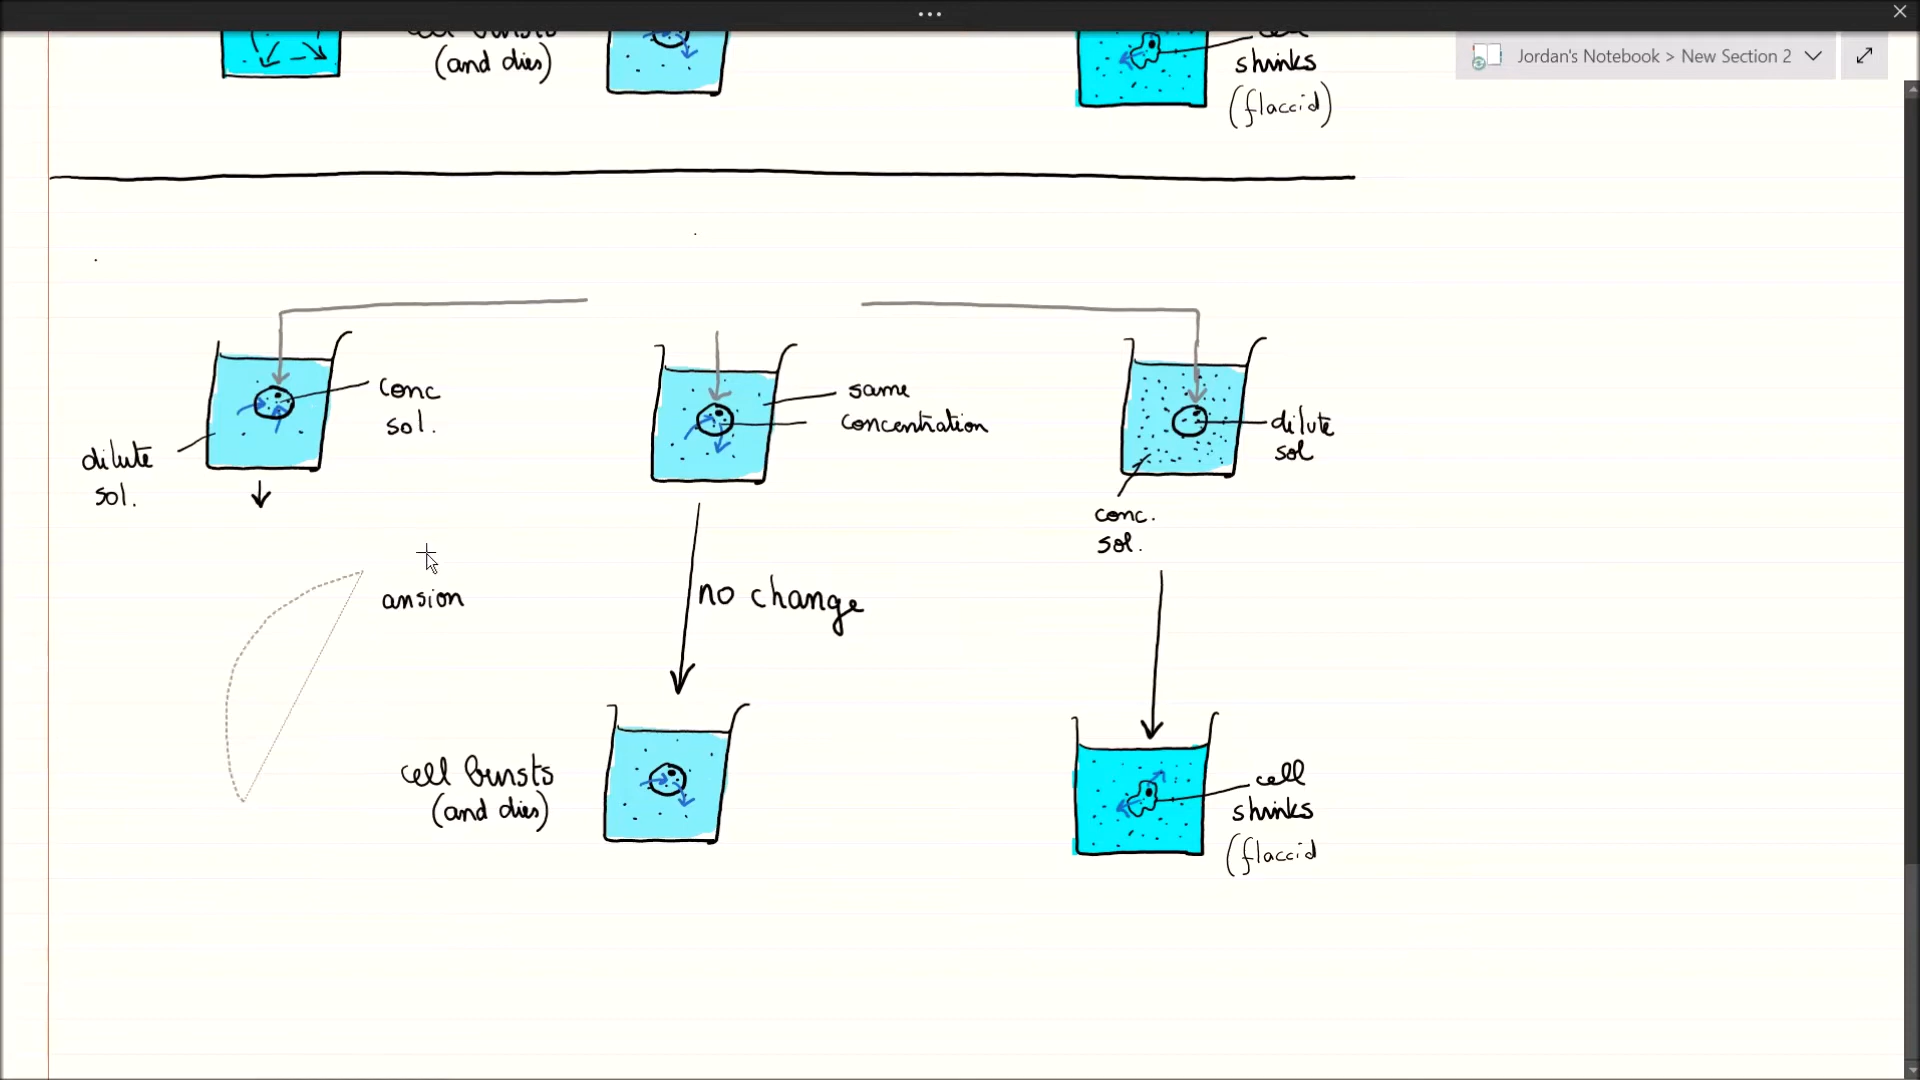 Jordan's Notebook > New Section 2
(and dies)
shrinks
(flaccid)
conc
sol.
dilute
sol.
same
concentration
dilute
sol
conc.
sol.
ansion
no change
cell bursts
(and dies)
cell
shrinks
(flaccid